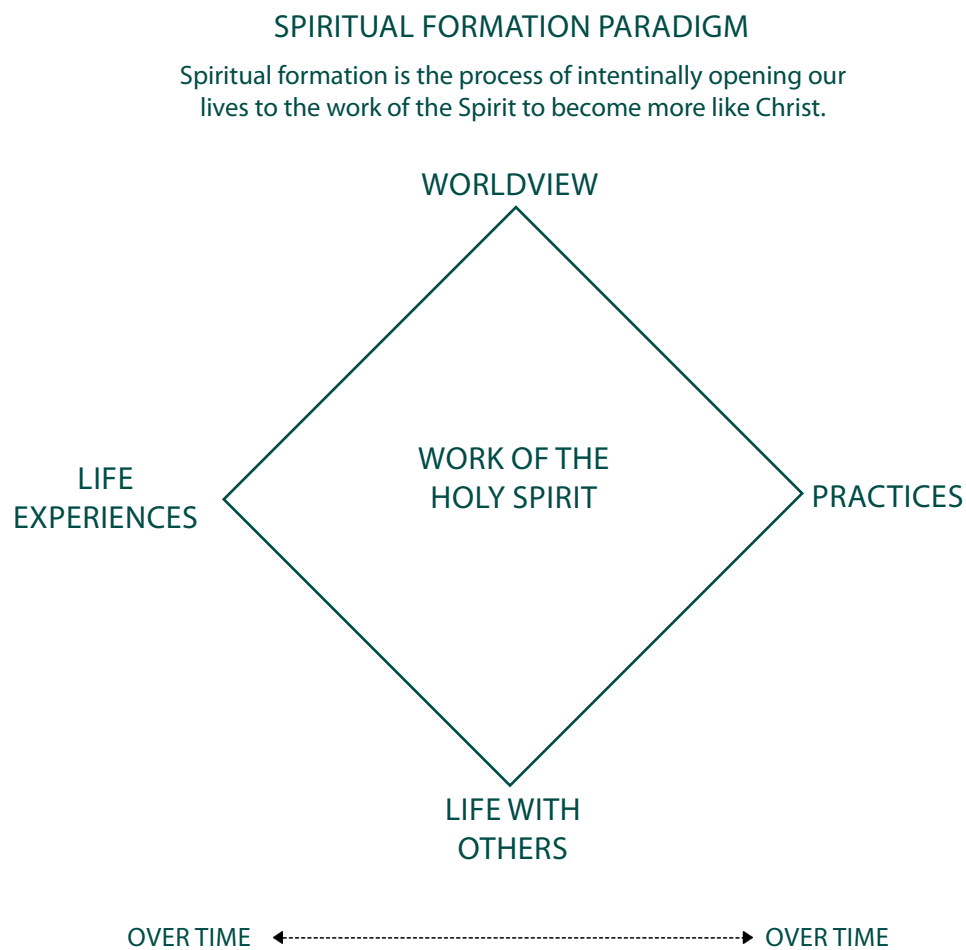 SPIRITUAL FORMATION PARADIGM
Spiritual formation is the process of intentinally opening our
lives to the work of the Spirit to become more like Christ.
WORLDVIEW
WORK OF THE
HOLY SPIRIT
LIFE
EXPERIENCES
PRACTICES
LIFE WITH
OTHERS
OVER TIME
OVER TIME